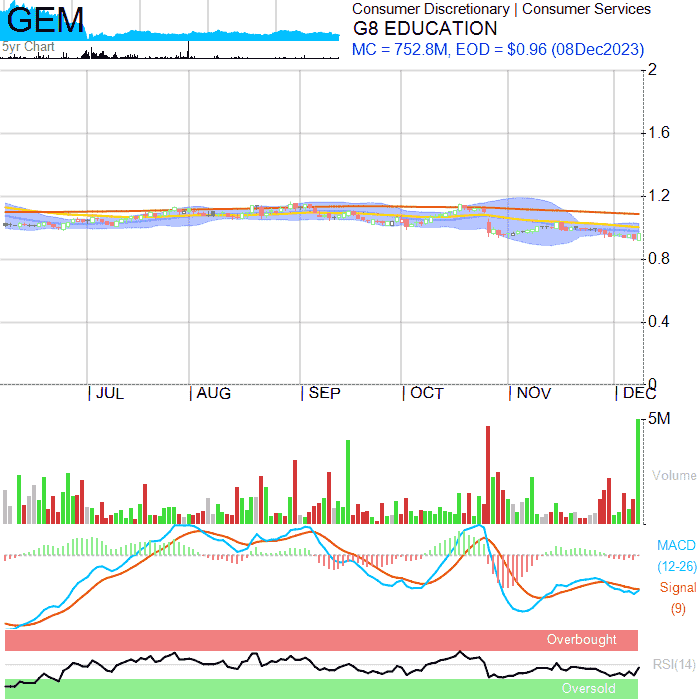 GEM
5yr Chart
Consumer Discretionary | Consumer Services
G8 EDUCATION
MC = 752.8M, EOD = $0.96 (08Dec2023)
2
1.6
1.2
0.8
0.4
0
JUL
AUG
SEP
OCT
NOV
DEC
5M
Volume
MACD
(12-26)
Signal
(9)
Overbought
RSI(14)
Oversold